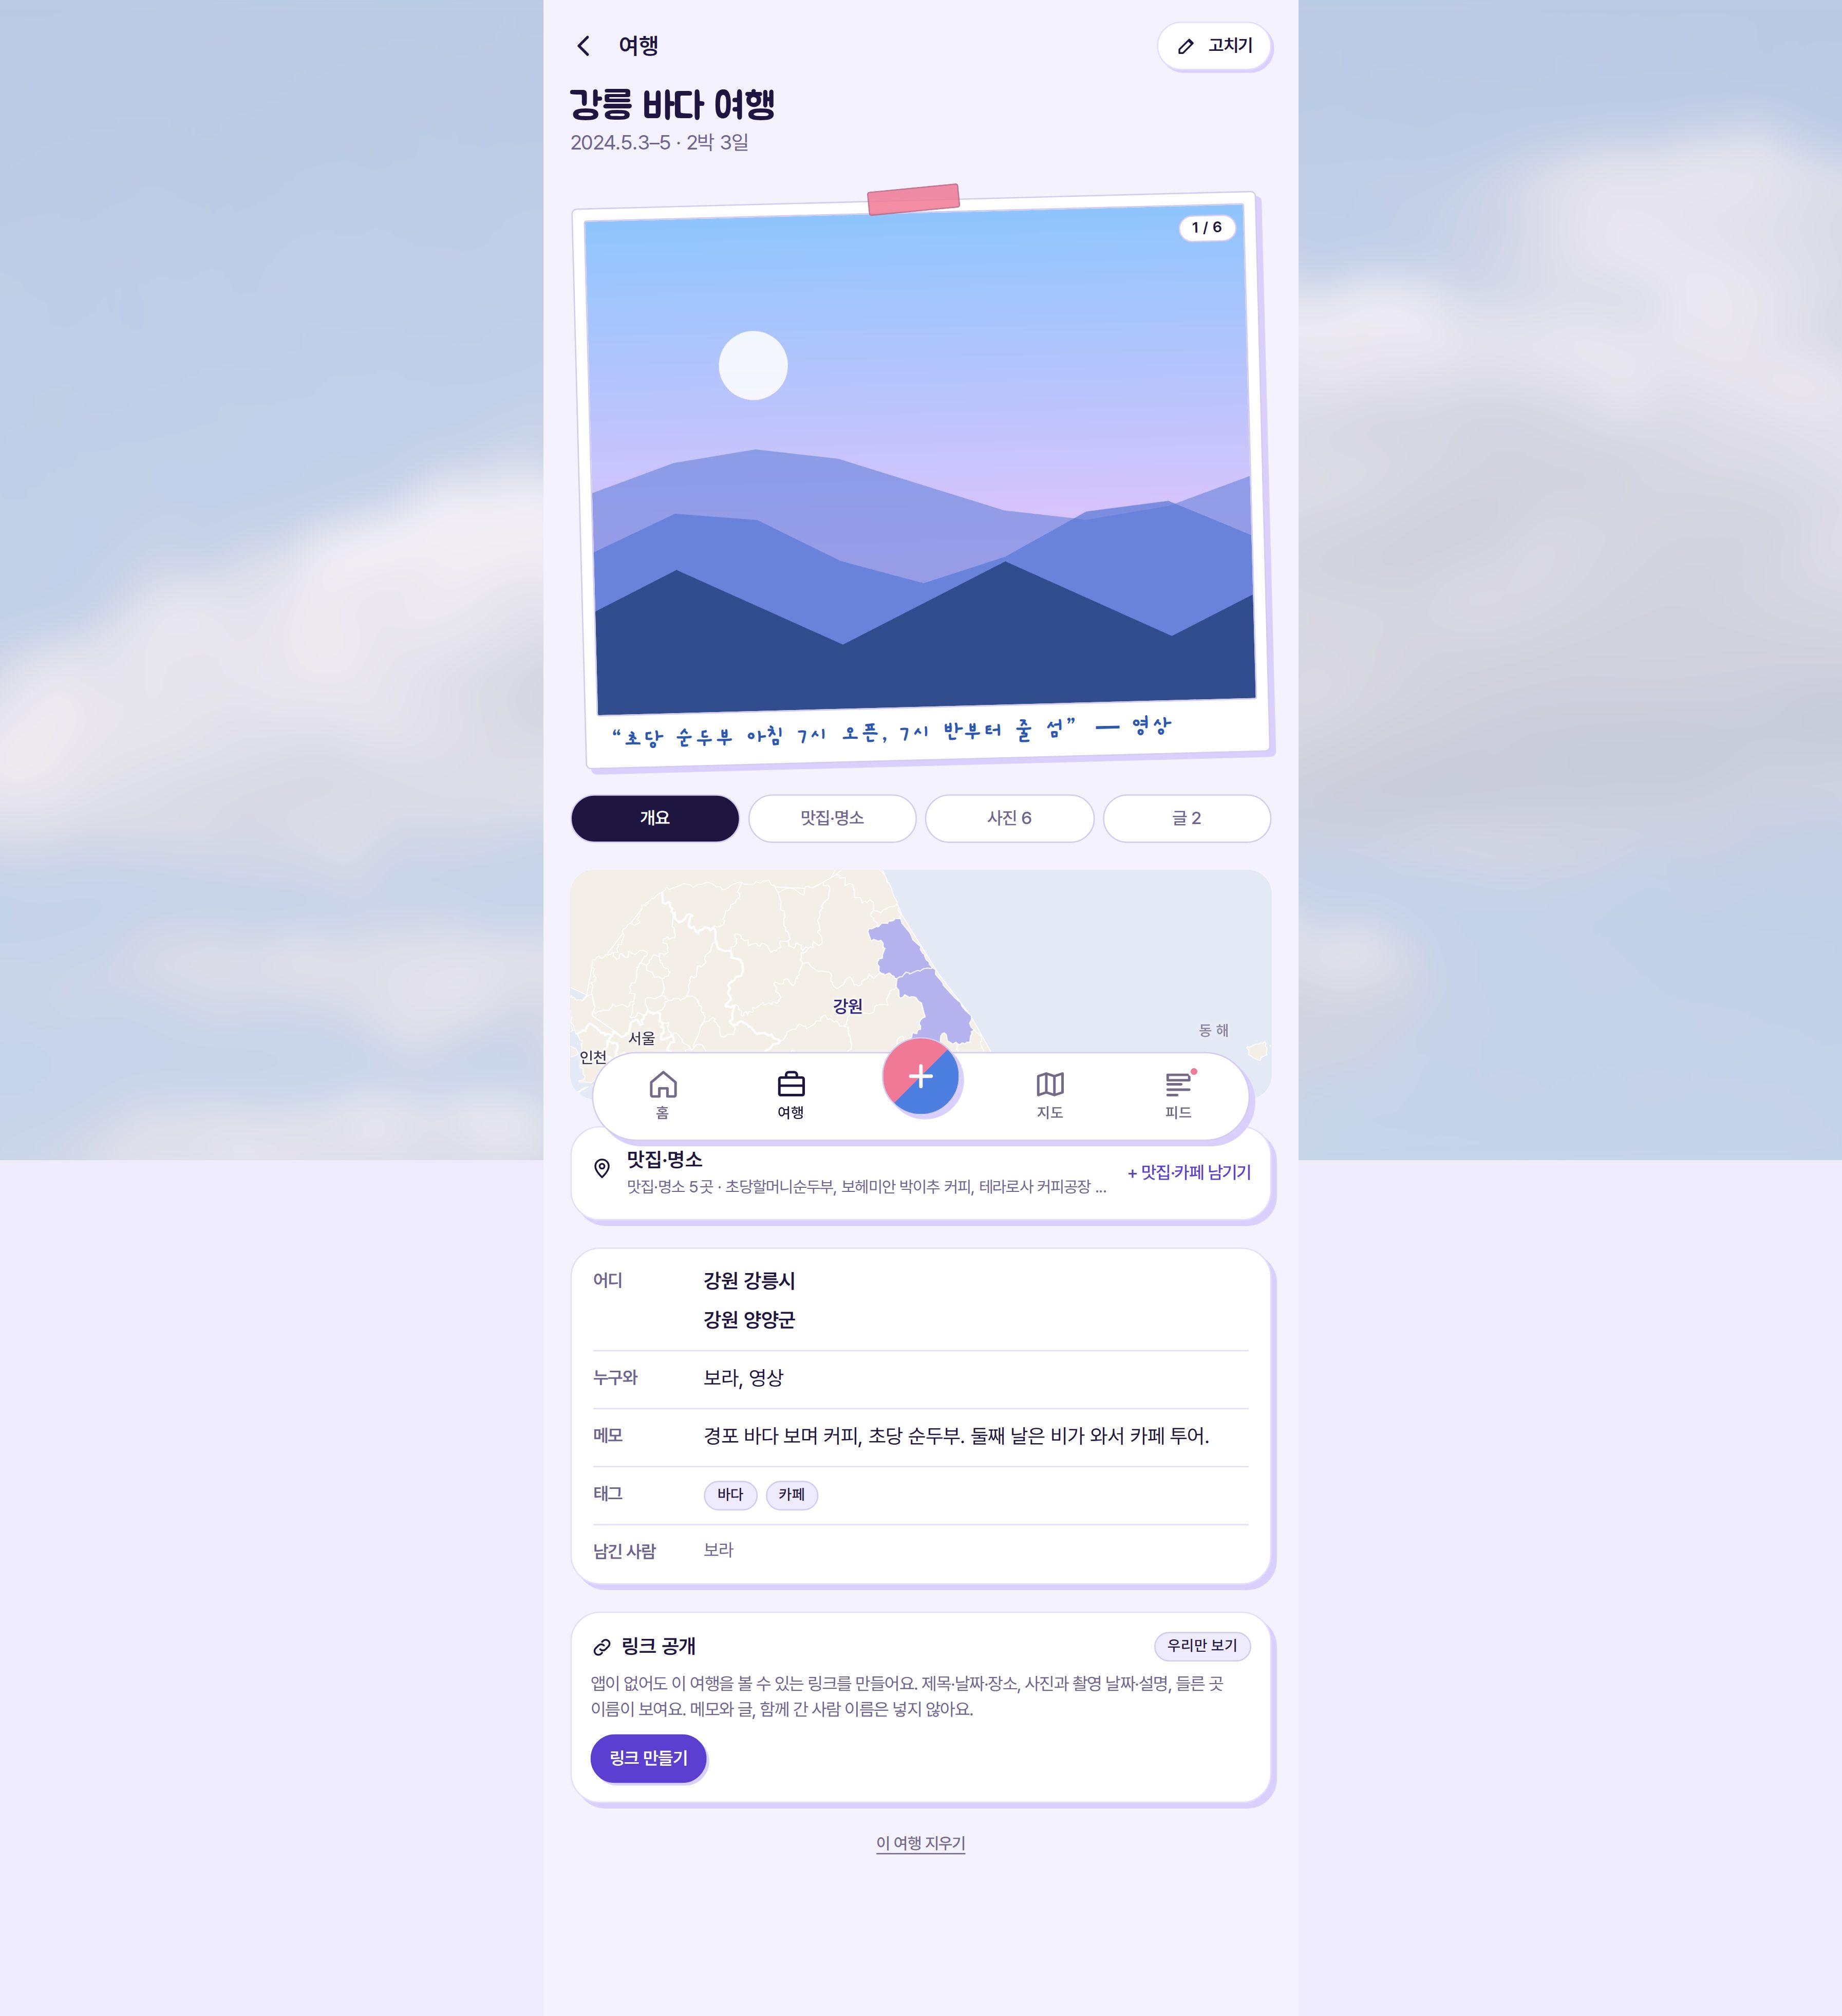 여행
고치기
강릉 바다 여행
2024.5.3–5 · 2박 3일
1 / 6
“초당 순두부 아침 7시 오픈, 7시 반부터 줄 섬” — 영상
개요
맛집·명소
사진 6
글 2
강원
서울
인천
동 해
홈
여행
지도
피드
맛집·명소
맛집·명소 5곳 · 초당할머니순두부, 보헤미안 박이추 커피, 테라로사 커피공장 ...
+ 맛집·카페 남기기
어디
강원 강릉시
강원 양양군
누구와
보라, 영상
메모
경포 바다 보며 커피, 초당 순두부. 둘째 날은 비가 와서 카페 투어.
태그
바다
카페
남긴 사람
보라
링크 공개
우리만 보기
앱이 없어도 이 여행을 볼 수 있는 링크를 만들어요. 제목·날짜·장소, 사진과 촬영 날짜·설명, 들른 곳
이름이 보여요. 메모와 글, 함께 간 사람 이름은 넣지 않아요.
링크 만들기
이 여행 지우기